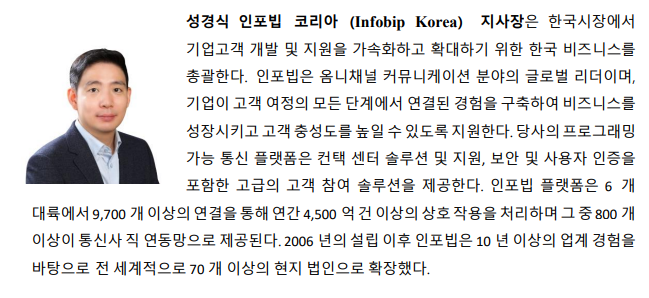 성경식 인포빕 코리아 (Infobip Korea) 지사장은 한국시장에서
기업고객 개발 및 지원을 가속화하고 확대하기 위한 한국 비즈니스를
총괄한다. 인포빕은 옴니채널 커뮤니케이션 분야의 글로벌 리더이며,
기업이 고객 여정의 모든 단계에서 연결된 경험을 구축하여 비즈니스를
성장시키고 고객 충성도를 높일 수 있도록 지원한다. 당사의 프로그래밍
가능 통신 플랫폼은 컨택 센터 솔루션 및 지원, 보안 및 사용자 인증을
포함한 고급의 고객 참여 솔루션을 제공한다. 인포빕 플랫폼은 6 개
대륙에서 9,700 개 이상의 연결을 통해 연간 4,500 억 건 이상의 상호 작용을 처리하며 그 중 800 개
이상이 통신사 직 연동망으로 제공된다. 2006 년의 설립 이후 인포빕은 10 년 이상의 업계 경험을
바탕으로 전 세계적으로 70 개 이상의 현지 법인으로 확장했다.